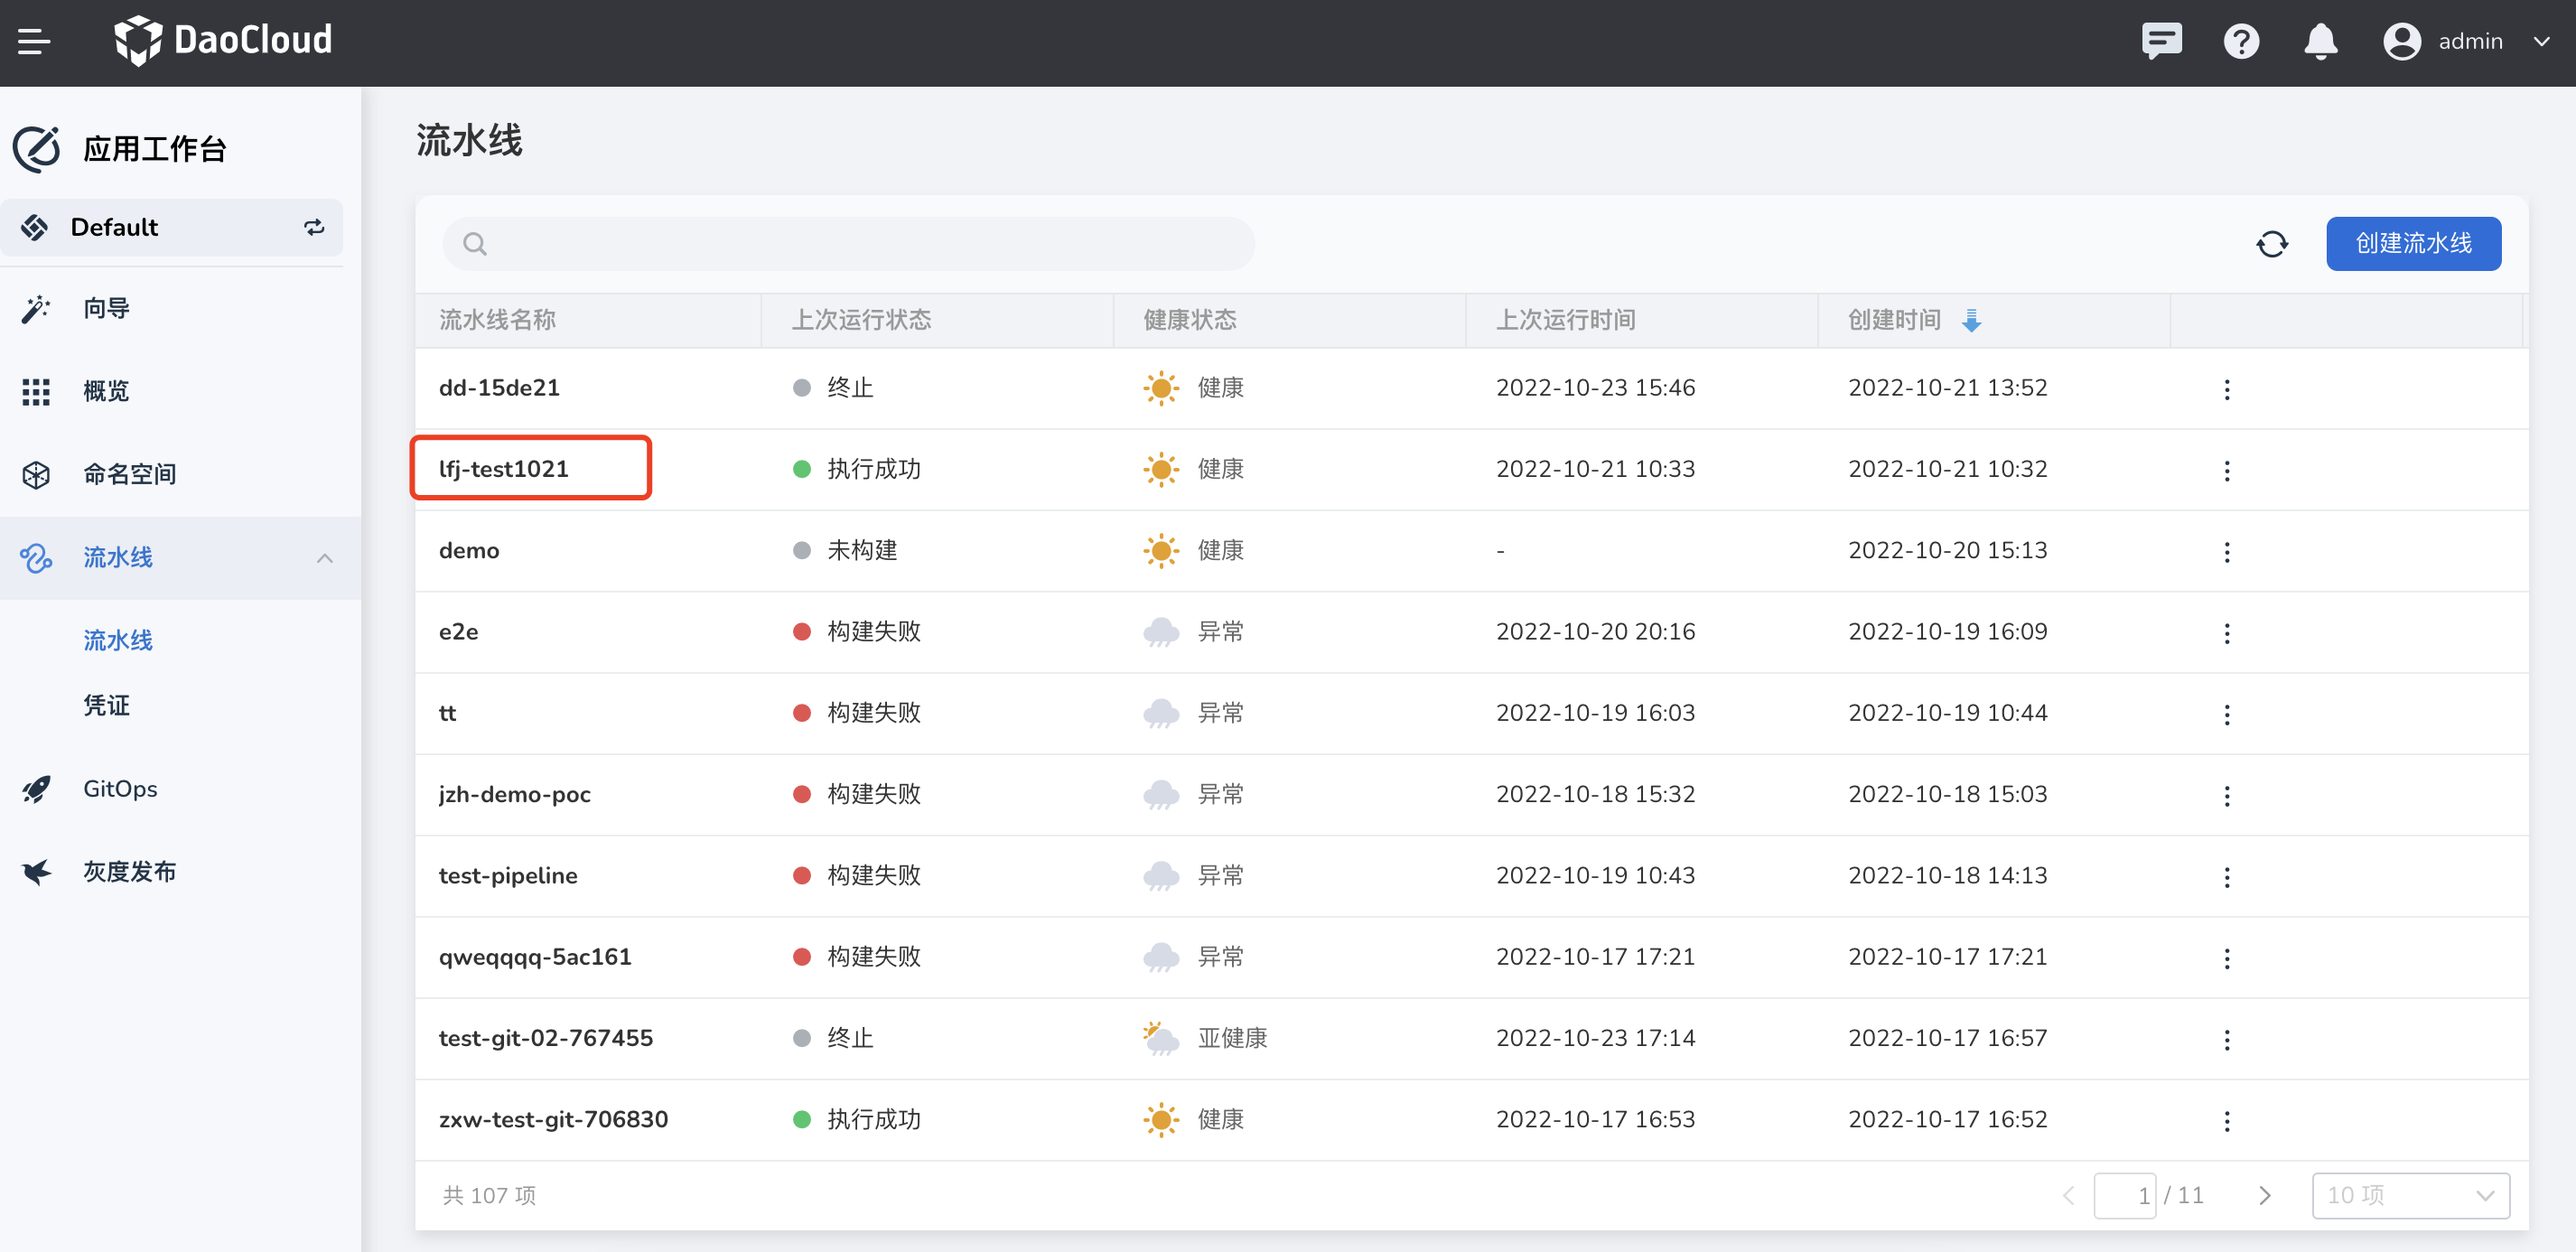 DaoCloud
admin
应用工作台
Default
向导
概览
命名空间
流水线
流水线
凭证
GitOps
灰度发布
流水线
创建流水线
流水线名称 上次运行状态 健康状态 上次运行时间 创建时间
dd-15de21 终止 健康 2022-10-23 15:46 2022-10-21 13:52
lfj-test1021 执行成功 健康 2022-10-21 10:33 2022-10-21 10:32
demo 未构建 健康 - 2022-10-20 15:13
e2e 构建失败 异常 2022-10-20 20:16 2022-10-19 16:09
tt 构建失败 异常 2022-10-19 16:03 2022-10-19 10:44
jzh-demo-poc 构建失败 异常 2022-10-18 15:32 2022-10-18 15:03
test-pipeline 构建失败 异常 2022-10-19 10:43 2022-10-18 14:13
qweqqqq-5ac161 构建失败 异常 2022-10-17 17:21 2022-10-17 17:21
test-git-02-767455 终止 亚健康 2022-10-23 17:14 2022-10-17 16:57
zxw-test-git-706830 执行成功 健康 2022-10-17 16:53 2022-10-17 16:52
共 107 项 1 / 11 10 项